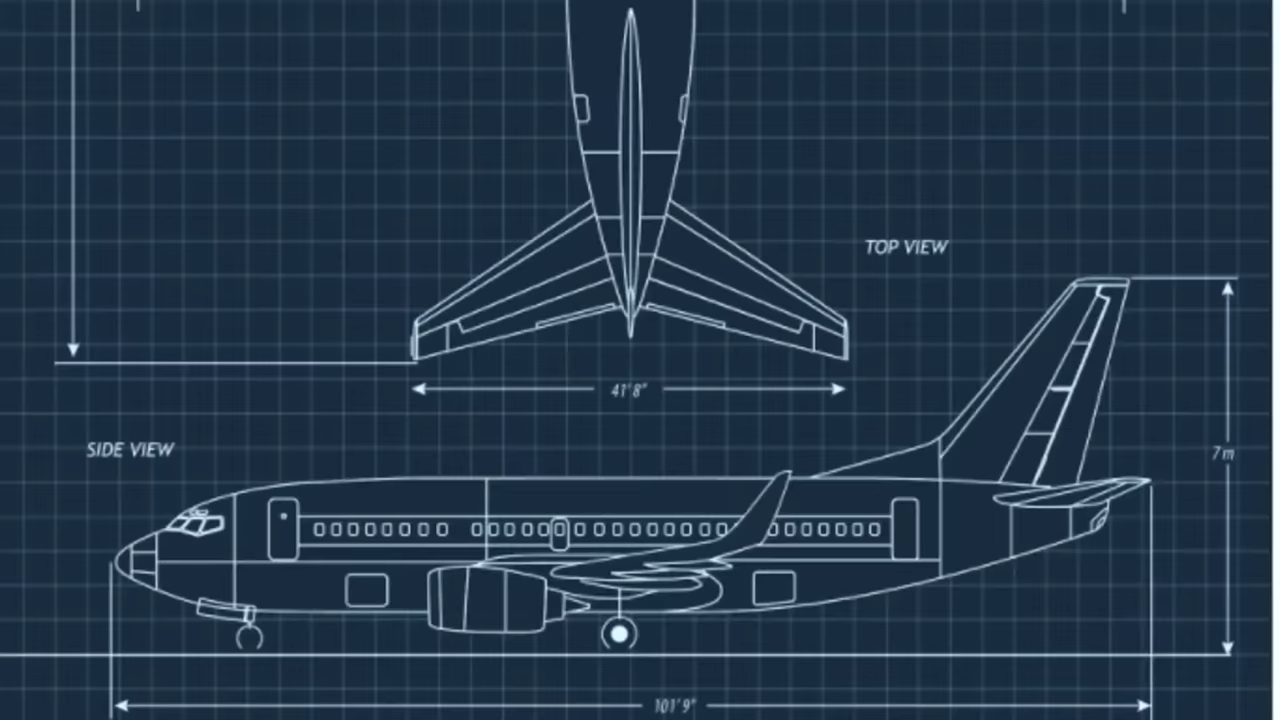 TOP VIEW
41'8"
SIDE VIEW
7m
101'9"